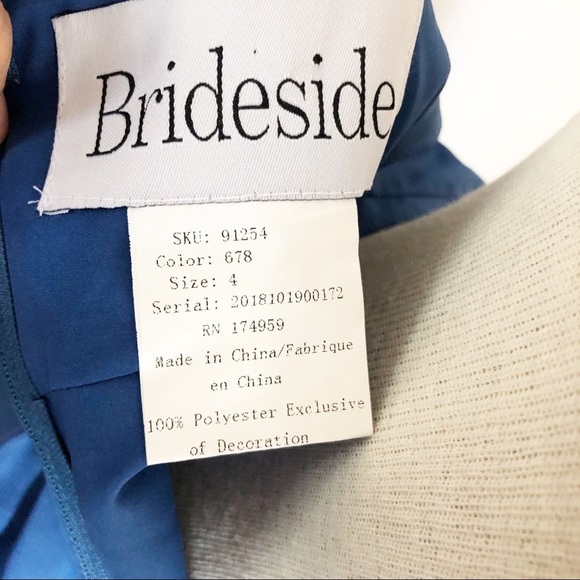 Brideside
SKU: 91254
Color: 678
Size: 4
Serial: 2018101900172
RN 174959
Made in China/Fabrique
en China
100% Polyester Exclusive
of Decoration